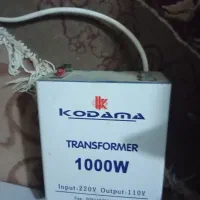 KODAMA
TRANSFORMER
1000W
Input-220V Output-110V